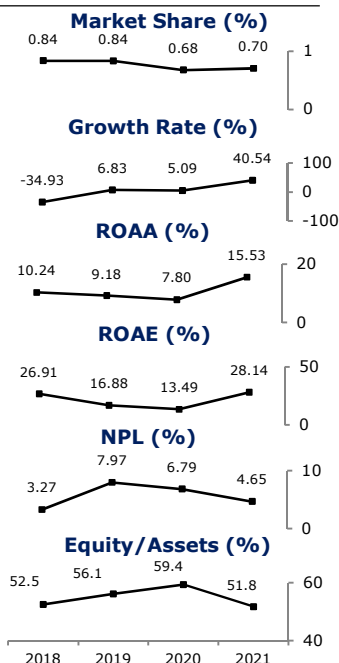 Market Share (%)
0.84 0.84 0.68 0.70
1
0
Growth Rate (%)
-34.93 6.83 5.09 40.54
100
0
-100
ROAA (%)
10.24 9.18 7.80 15.53
20
0
ROAE (%)
26.91 16.88 13.49 28.14
50
0
NPL (%)
3.27 7.97 6.79 4.65
10
0
Equity/Assets (%)
52.5 56.1 59.4 51.8
60
40
2018 2019 2020 2021